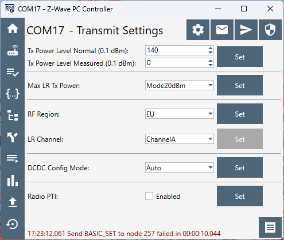 COM17 - Z-Wave PC Controller
COM17 - Transmit Settings
Tx Power Level Normal (0.1 dBm): 140
Tx Power Level Measured (0.1 dBm): 0
Set
Max LR Tx Power: Mode20dBm Set
RF Region: EU Set
LR Channel: ChannelA Set
DCDC Config Mode: Auto Set
Radio PTI: Enabled Set
17:23:12.061 Send BASIC_SET to node 257 failed in 00:00:10.044